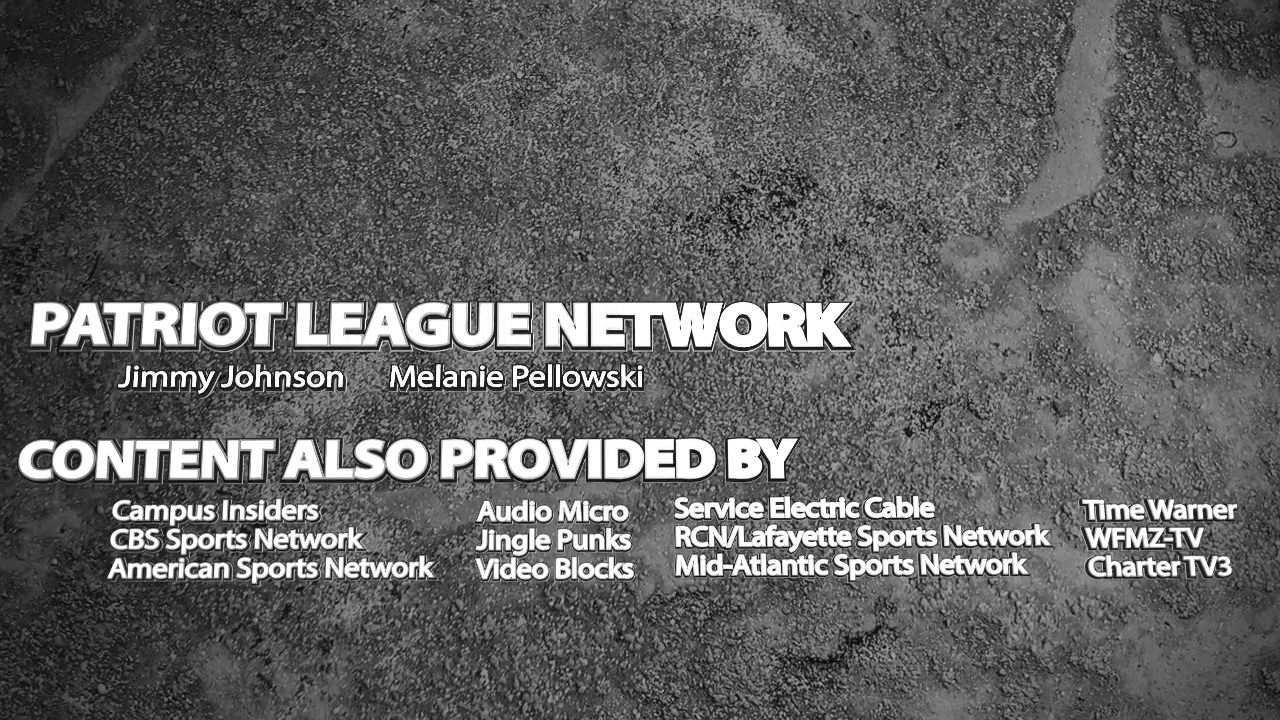 PATRIOT LEAGUE NETWORK
Jimmy Johnson Melanie Pellowski
CONTENT ALSO PROVIDED BY
Campus Insiders Audio Micro Service Electric Cable Time Warner
CBS Sports Network Jingle Punks RCN/Lafayette Sports Network WFMZ-TV
American Sports Network Video Blocks Mid-Atlantic Sports Network Charter TV3